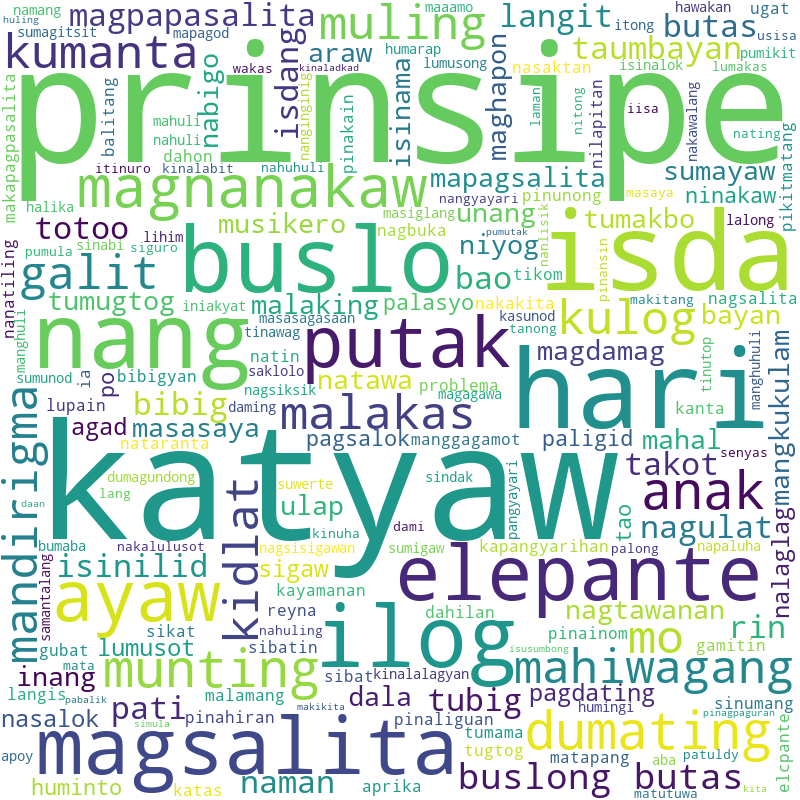 prinsipe
katyaw
isda
hari
nang
magsalita
elepante
ilog
buslo
putak
ayaw
dumating
munting
magnanakaw
anak
malakas
kidlat
galit
mahiwagang
mandirigma
kulog
kumanta
muling
buslong butas
mo
takot
bibig
tubig
pati
naman
rin
bao
langit
butas
taumbayan
magpapasalita
isdang
nabigo
araw
isinama
maghapon
mapagsalita
sumayaw
ninakaw
tumakbo
unang
niyog
musikero
totoo
tumugtog
malaking
palasyo
bayan
magdamag
natawa
masasaya
agad
po
pagsalok
paligid
mahal
mangkukulam
nagulat
nalaglag
tao
ulap
sigaw
isinilid
lumusot
inang
nasalok
huminto
dala
pagdating
nagtawanan
namang
huling
sumagitsit
mapagod
wakas
kinaladkad
humarap
maaamo
lumusong
nasaktan
hawakan
itong
isinalok
ugat
usisa
pumikit
lumakas
iisa
nilapitan
nakawalang
nating
pikitmatang
makapagpasalita
balitang
mahuli
nahuli
dahon
itinuro
kinalabit
nanginginig
nahuhuli
pinakain
laman
nitong
masaya
lalong
nangyayari
pinunong
masiglang
nagbuka
pumutak
nanlisik
pinansin
tikom
nakakita
kasunod
tanong
makitang
nagsalita
halika
pumula
sinabi
siguro
lihim
iniakyat
masasagasaan
tinawag
natin
saklolo
nanatiling
manghuli
sumunod
ia
bibigyan
nagsiksik
daming
problema
magagawa
lupain
nataranta
manggagamot
kanta
tinutop
manghuhuli
senyas
dumagundong
lang
suwerte
sindak
dami
pangyayari
daan
bumaba
nakalulusot
nagsisigawan
kinuha
sumigaw
kapangyarihan
palong
napaluha
samantalang
kayamanan
reyna
nahuling
dahilan
pinainom
gamitin
gubat
sikat
sibatin
isusumbong
mata
langis
pabalik
malamang
sibat
kinalalagyan
makikita
humingi
sinumang
pinagpaguran
simula
pinahiran
pinaliguan
tumama
tugtog
matapang
aba
patuldy
elcpante
apoy
katas
aprika
matutuwa
kita